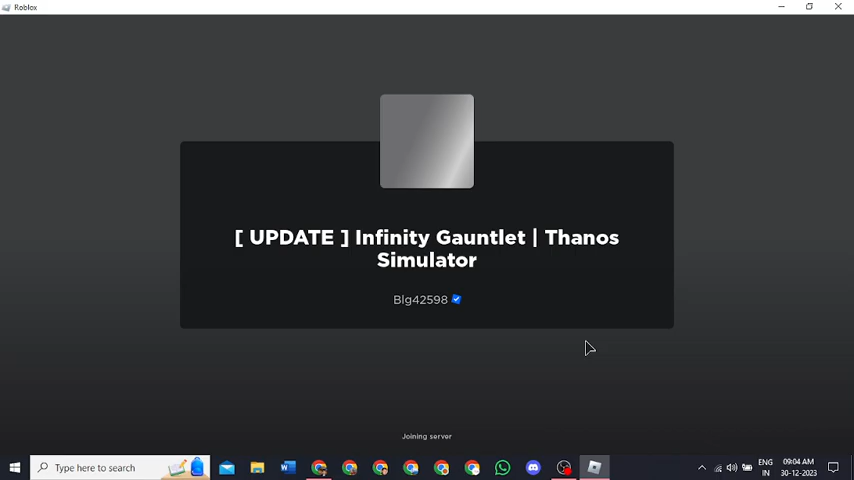 Roblox
[ UPDATE ] Infinity Gauntlet | Thanos
Simulator
Blg42598
Joining server
Type here to search
ENG
IN
09:04 AM
30-12-2023